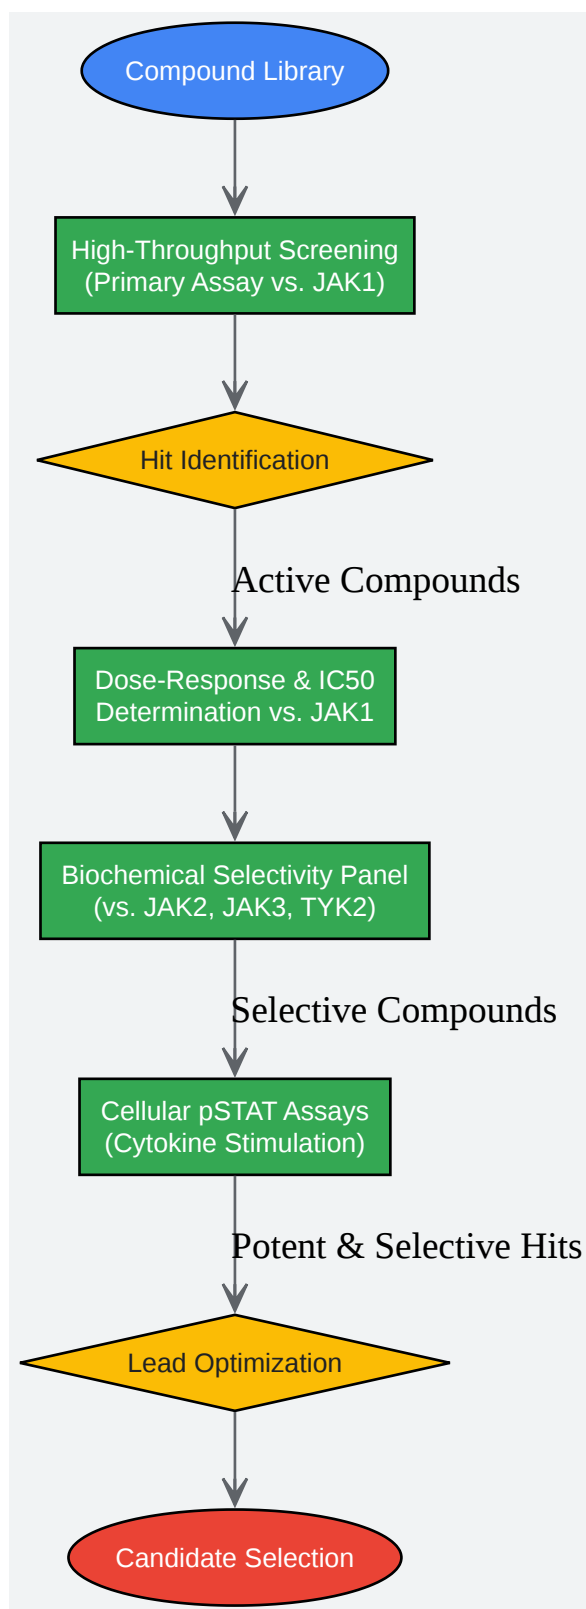 Compound Library
High-Throughput Screening
(Primary Assay vs. JAK1)
Hit Identification
Active Compounds
Dose-Response & IC50
Determination vs. JAK1
Biochemical Selectivity Panel
(vs. JAK2, JAK3, TYK2)
Selective Compounds
Cellular pSTAT Assays
(Cytokine Stimulation)
Potent & Selective Hits
Lead Optimization
Candidate Selection